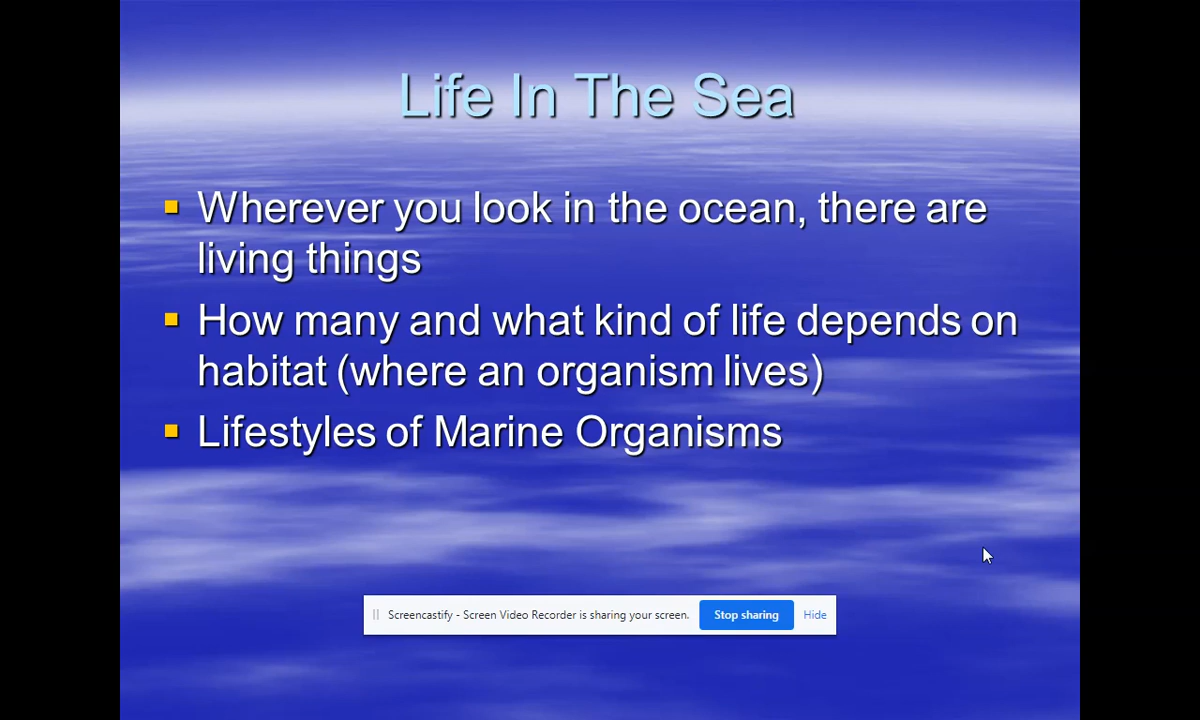 Life In The Sea
Wherever you look in the ocean, there are
living things
How many and what kind of life depends on
habitat (where an organism lives)
Lifestyles of Marine Organisms
Screencastify - Screen Video Recorder is sharing your screen. Stop sharing Hide